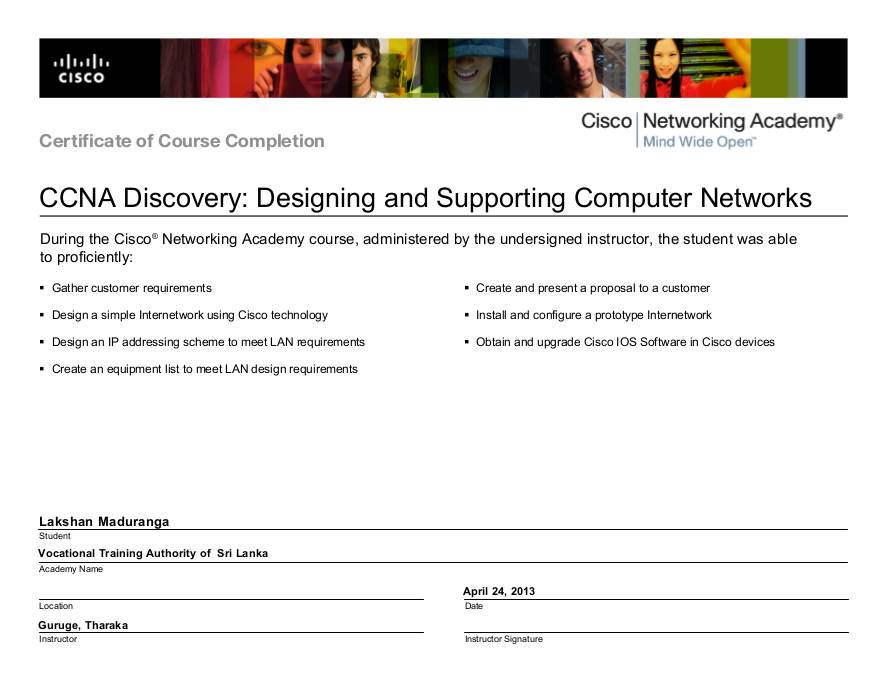 CISCO
Cisco Networking Academy®
Mind Wide Open™
Certificate of Course Completion
CCNA Discovery: Designing and Supporting Computer Networks
During the Cisco® Networking Academy course, administered by the undersigned instructor, the student was able
to proficiently:
▪ Gather customer requirements
▪ Design a simple Internetwork using Cisco technology
▪ Design an IP addressing scheme to meet LAN requirements
▪ Create an equipment list to meet LAN design requirements
▪ Create and present a proposal to a customer
▪ Install and configure a prototype Internetwork
▪ Obtain and upgrade Cisco IOS Software in Cisco devices
Lakshan Maduranga
Student
Vocational Training Authority of Sri Lanka
Academy Name
Location
April 24, 2013
Date
Guruge, Tharaka
Instructor
Instructor Signature